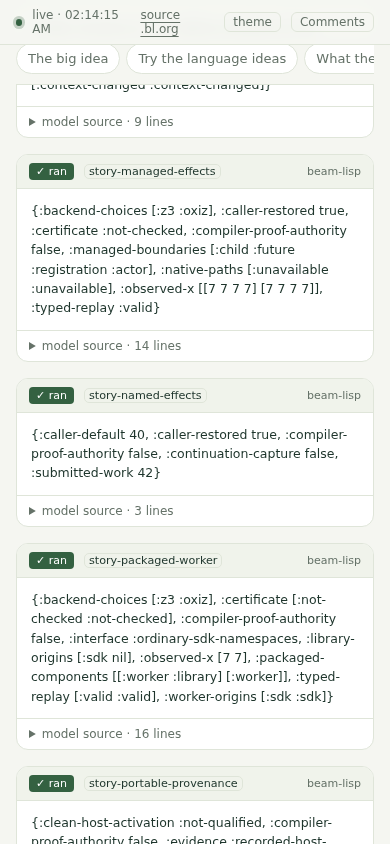 live · 02:14:15 AM
source .bl.org
theme
Comments
The big idea
Try the language ideas
What the
[:context-changed :context-changed]}
▶ model source · 9 lines
✓ ran story-managed-effects beam-lisp
{:backend-choices [:z3 :oxiz], :caller-restored true,
:certificate :not-checked, :compiler-proof-authority
false, :managed-boundaries [:child :future
:registration :actor], :native-paths [:unavailable
:unavailable], :observed-x [[7 7 7 7] [7 7 7 7]],
:typed-replay :valid}
▶ model source · 14 lines
✓ ran story-named-effects beam-lisp
{:caller-default 40, :caller-restored true, :compiler-
proof-authority false, :continuation-capture false,
:submitted-work 42}
▶ model source · 3 lines
✓ ran story-packaged-worker beam-lisp
{:backend-choices [:z3 :oxiz], :certificate [:not-
checked :not-checked], :compiler-proof-authority
false, :interface :ordinary-sdk-namespaces, :library-
origins [:sdk nil], :observed-x [7 7], :packaged-
components [[:worker :library] [:worker]], :typed-
replay [:valid :valid], :worker-origins [:sdk :sdk]}
▶ model source · 16 lines
✓ ran story-portable-provenance beam-lisp
{:clean-host-activation :not-qualified, :compiler-
proof-authority false, :evidence :recorded-host-